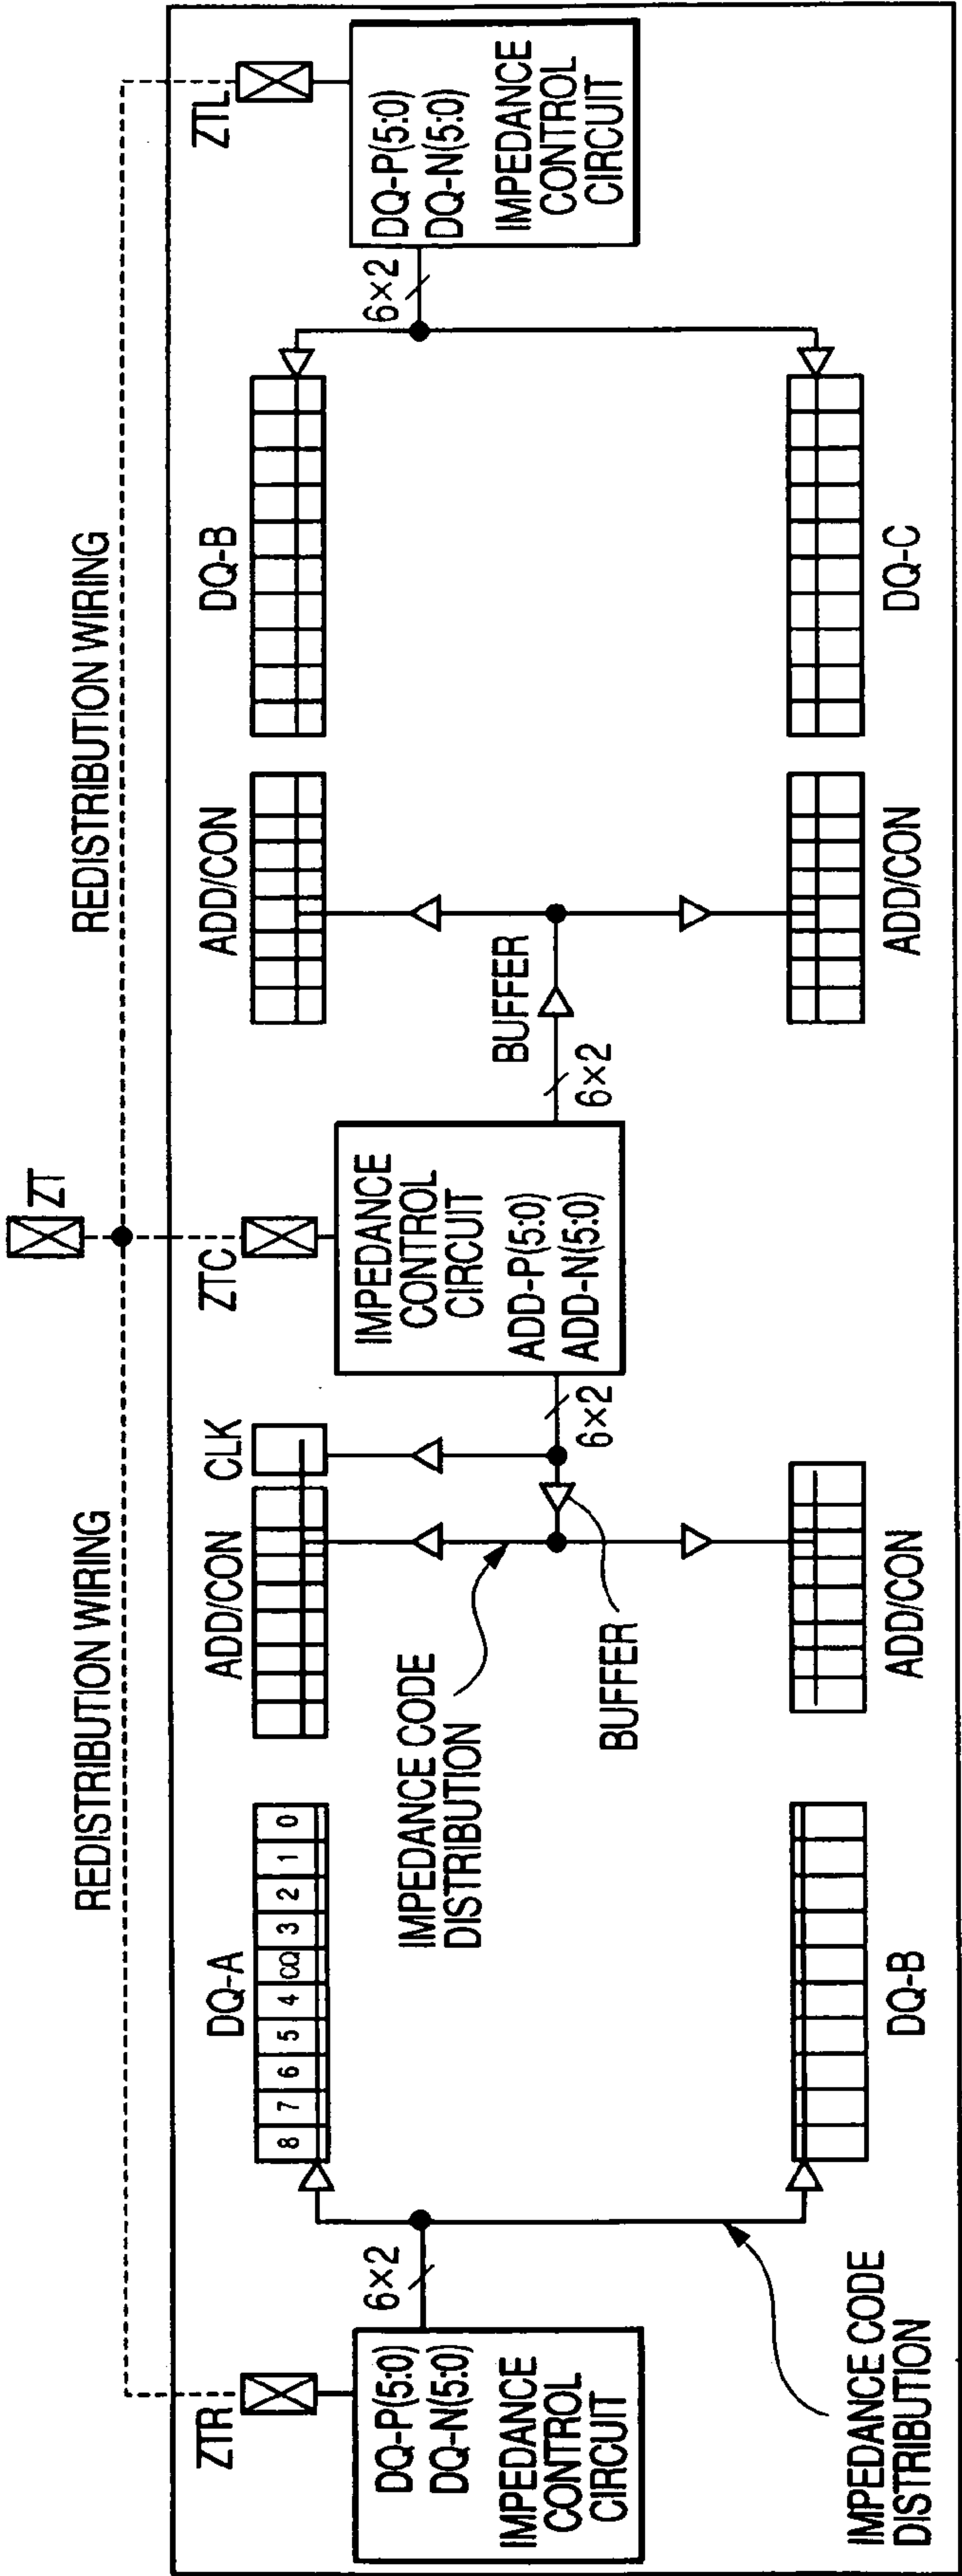 ZT
REDISTRIBUTION WIRING
REDISTRIBUTION WIRING
ZTR
ZTC
ZTL
DQ-P(5:0)
DQ-N(5:0)
IMPEDANCE
CONTROL
CIRCUIT
6×2
DQ-A
8 7 6 5 4 CQ 3 2 1 0
ADD/CON
CLK
IMPEDANCE CODE
DISTRIBUTION
BUFFER
6×2
IMPEDANCE
CONTROL
CIRCUIT
ADD-P(5:0)
ADD-N(5:0)
6×2
BUFFER
ADD/CON
DQ-B
6×2
DQ-P(5:0)
DQ-N(5:0)
IMPEDANCE
CONTROL
CIRCUIT
IMPEDANCE CODE
DISTRIBUTION
DQ-B
ADD/CON
ADD/CON
DQ-C